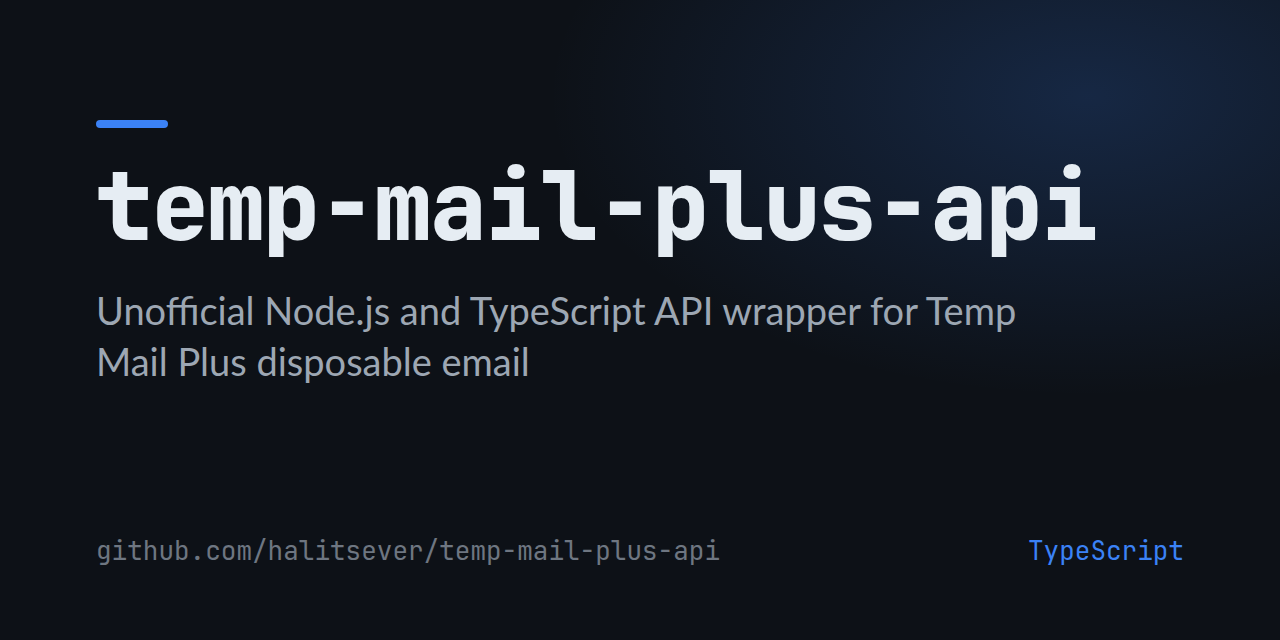 temp-mail-plus-api
Unofficial Node.js and TypeScript API wrapper for Temp
Mail Plus disposable email
github.com/halitsever/temp-mail-plus-api
TypeScript